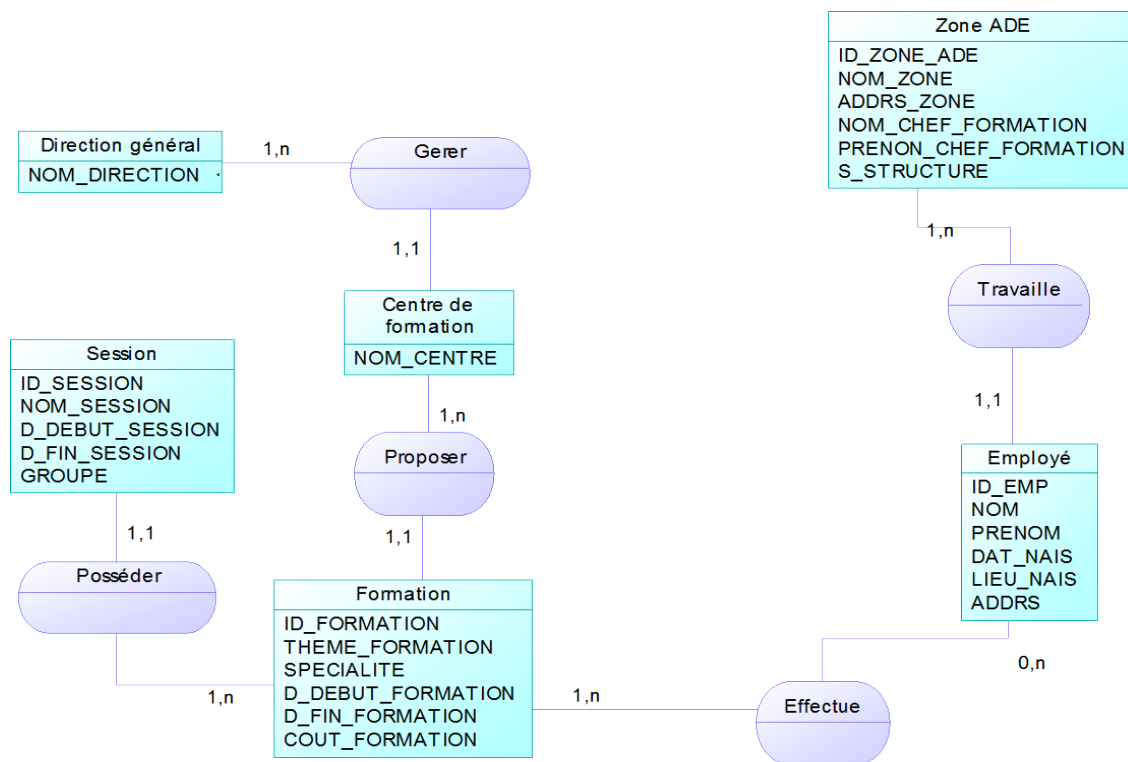 Zone ADE
ID_ZONE_ADE
NOM_ZONE
ADDRS_ZONE
NOM_CHEF_FORMATION
PRENON_CHEF_FORMATION
S_STRUCTURE
Direction général
NOM_DIRECTION
1,n
Gerer
1,1
1,n
Travaille
1,1
Centre de
formation
NOM_CENTRE
1,n
Proposer
1,1
Session
ID_SESSION
NOM_SESSION
D_DEBUT_SESSION
D_FIN_SESSION
GROUPE
1,1
Posséder
1,n
Formation
ID_FORMATION
THEME_FORMATION
SPECIALITE
D_DEBUT_FORMATION
D_FIN_FORMATION
COUT_FORMATION
1,n
Effectue
0,n
Employé
ID_EMP
NOM
PRENOM
DAT_NAIS
LIEU_NAIS
ADDRS